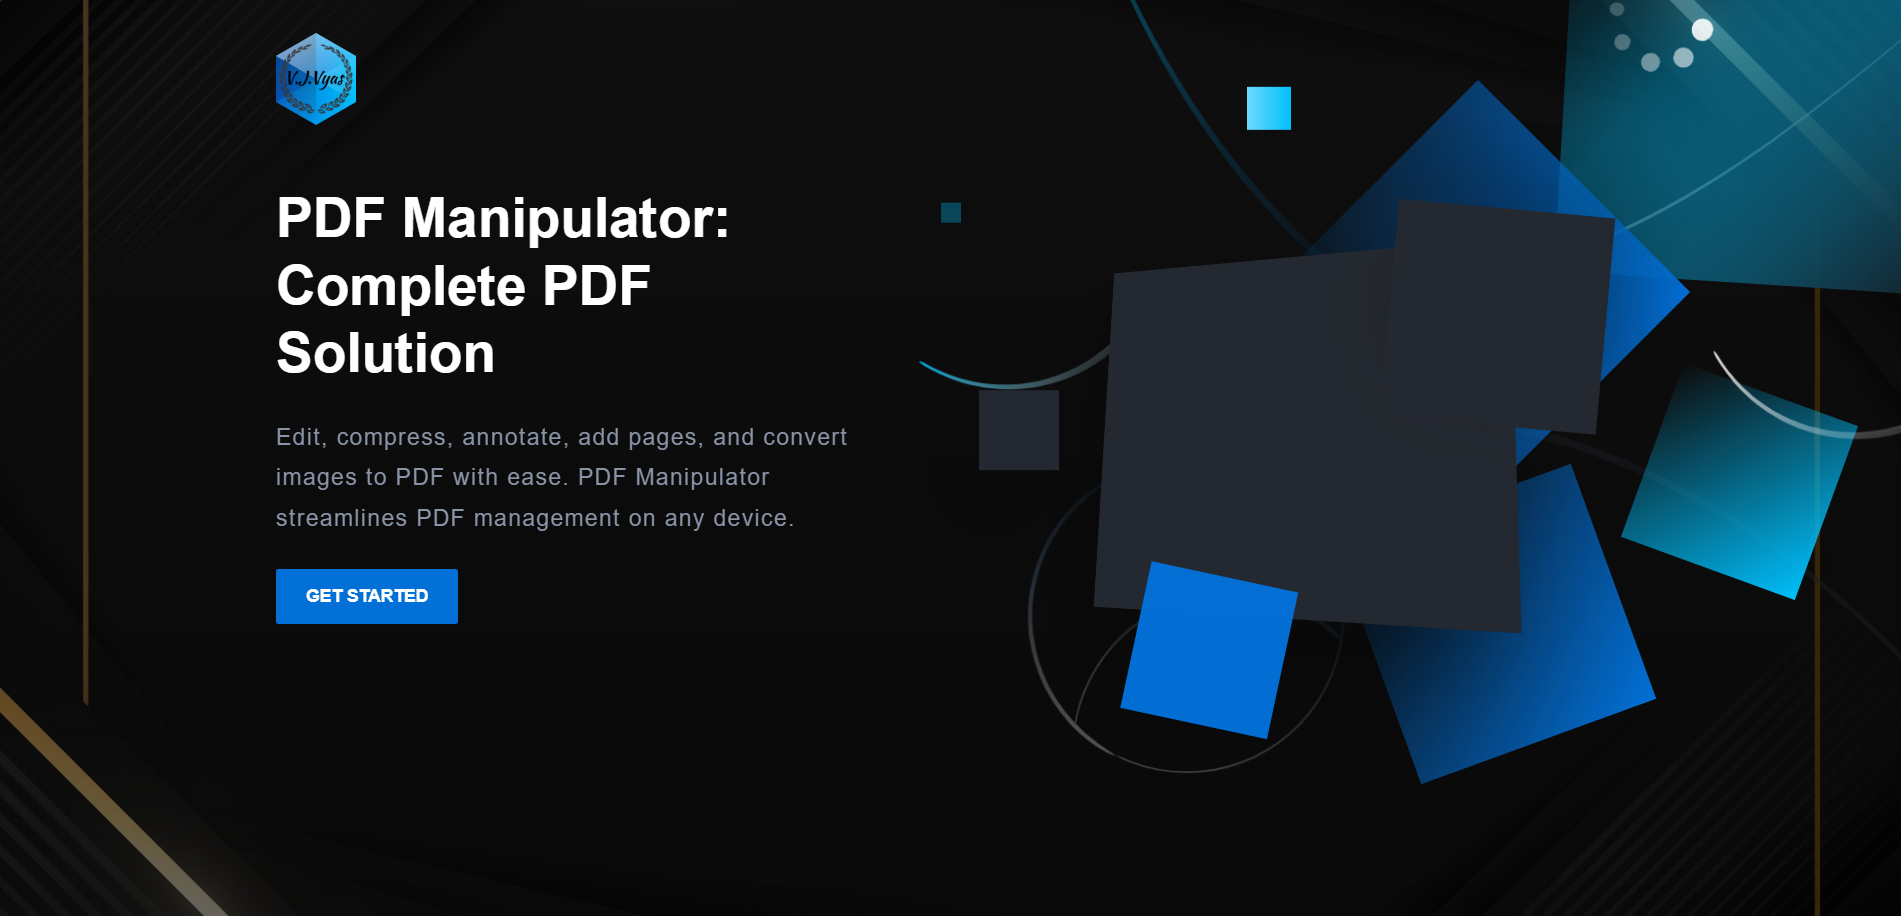 V.J.Vyas
PDF Manipulator:
Complete PDF
Solution
Edit, compress, annotate, add pages, and convert
images to PDF with ease. PDF Manipulator
streamlines PDF management on any device.
GET STARTED